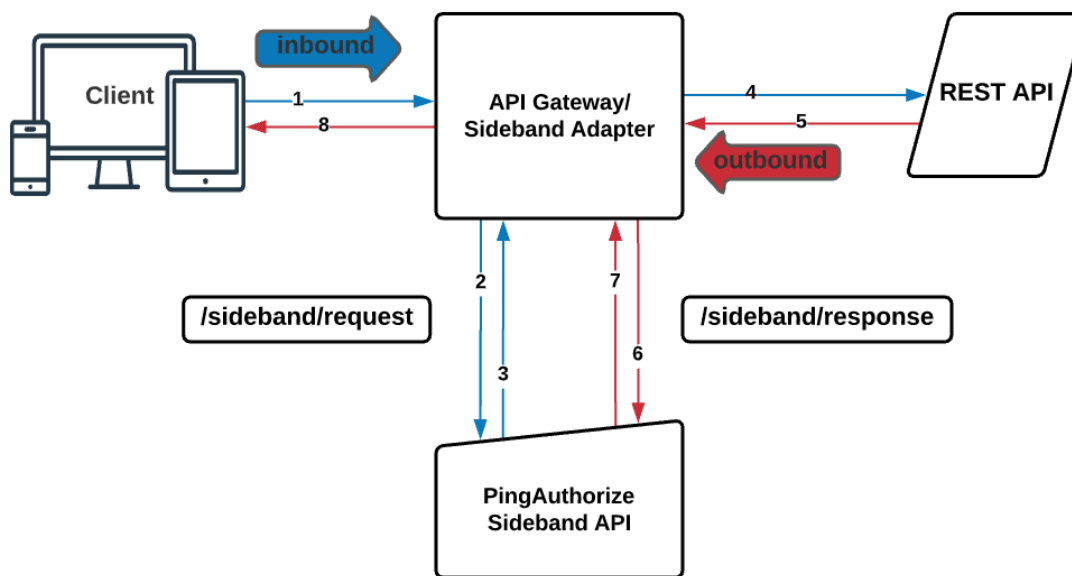 inbound
Client
API Gateway/
Sideband Adapter
REST API
1
8
4
5
outbound
2
7
/sideband/request
/sideband/response
6
3
PingAuthorize
Sideband API